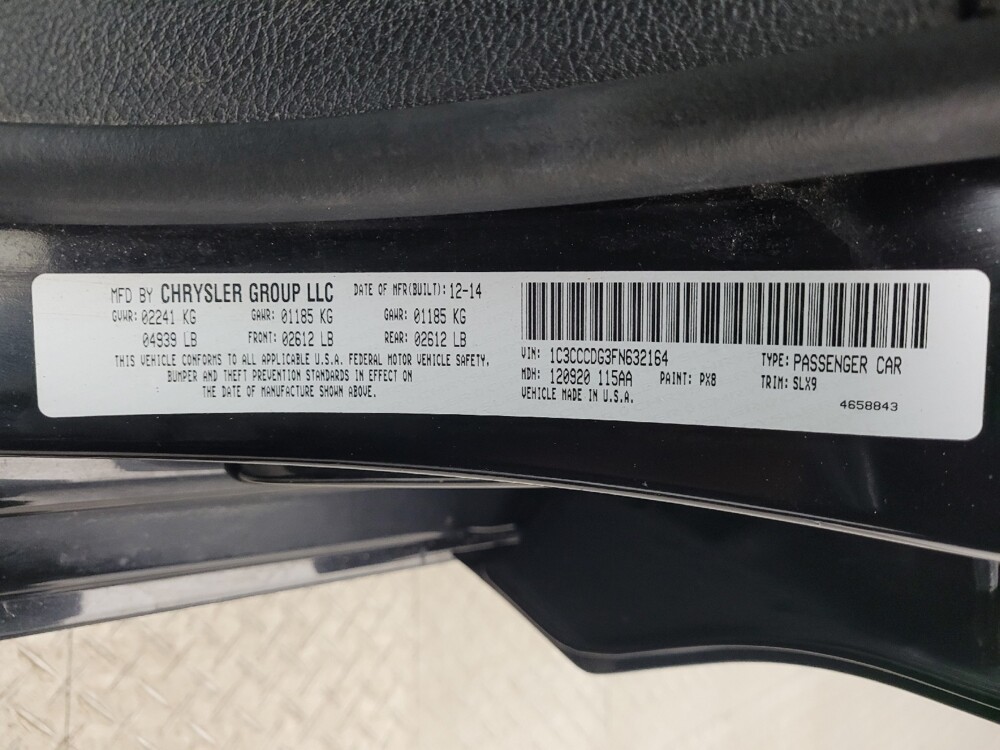 MFD BY CHRYSLER GROUP LLC DATE OF MFR(BUILT): 12-14
GVWR: 02241 KG GAWR: 01185 KG GAWR: 01185 KG
04939 LB FRONT: 02612 LB REAR: 02612 LB
THIS VEHICLE CONFORMS TO ALL APPLICABLE U.S.A. FEDERAL MOTOR VEHICLE SAFETY.
BUMPER AND THEFT PREVENTION STANDARDS IN EFFECT ON
THE DATE OF MANUFACTURE SHOWN ABOVE.
VIN: 1C3CCCDG3FN632164 TYPE: PASSENGER CAR
MDH: 120920 115AA PAINT: PX8 TRIM: SLX9
VEHICLE MADE IN U.S.A.
4658843